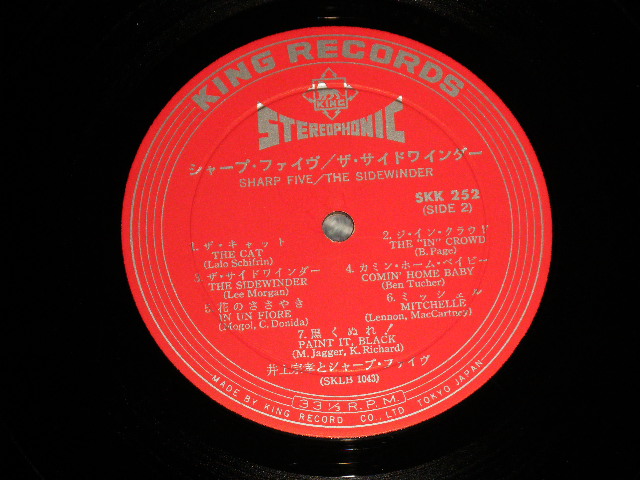 KING RECORDS
KING
STEREOPHONIC
シャープ・ファイヴ/ザ・サイドワインダー
SHARP FIVE/THE SIDEWINDER
SKK 252
(SIDE 2)
1.ザ・キャット
THE CAT
(Lalo Schifrin)
2.ジ・イン・クラウド
THE "IN" CROWD
(B. Page)
3.ザ・サイドワインダー
THE SIDEWINDER
(Lee Morgan)
4.カミン・ホーム・ベイビー
COMIN' HOME BABY
(Ben Tucher)
5.花のささやき
IN UN FIORE
(Mogol, C. Donida)
6.ミッシェル
MITCHELLE
(Lennon, MacCartney)
7.黒くぬれ!
PAINT IT, BLACK
(M. Jagger, K. Richard)
井上宗孝とシャープ・ファイヴ
(SKLB 1043)
33⅓ R.P.M.
MADE BY KING RECORD CO., LTD. TOKYO JAPAN